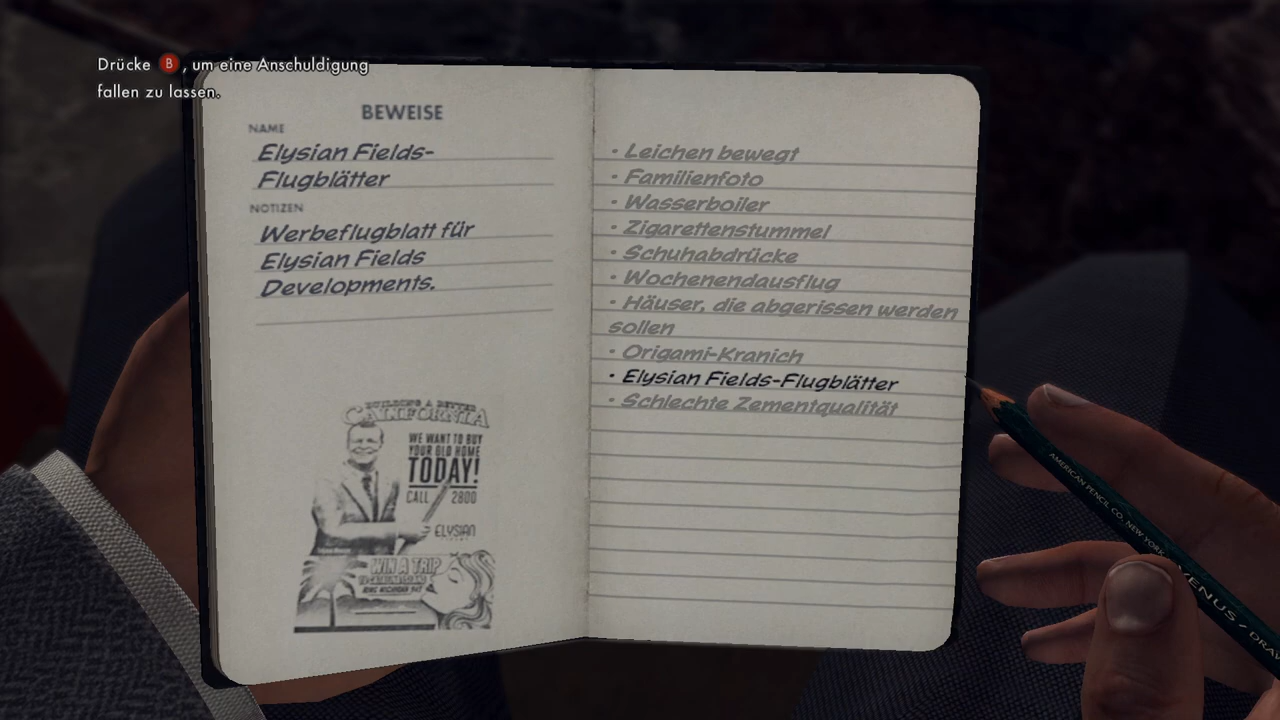 Drücke B, um eine Anschuldigung
fallen zu lassen.
BEWEISE
NAME
Elysian Fields-
Flugblätter
NOTIZEN
Werbeflugblatt für
Elysian Fields
Developments.
BUILDING A BETTER
CALIFORNIA
WE WANT TO BUY
YOUR OLD HOME
TODAY!
CALL 2800
ELYSIAN
WIN A TRIP
• Leichen bewegt
• Familienfoto
• Wasserboiler
• Zigarettenstummel
• Schuhabdrücke
• Wochenendausflug
• Häuser, die abgerissen werden
sollen
• Origami-Kranich
• Elysian Fields-Flugblätter
• Schlechte Zementqualität
AMERICAN PENCIL CO. NEW YORK
VENUS / DRA